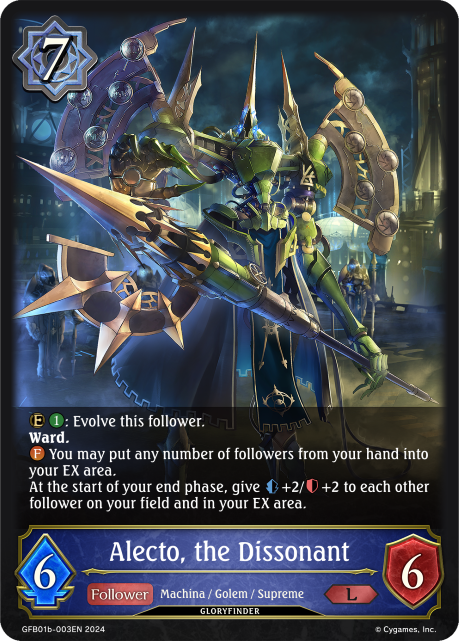 7
E 1: Evolve this follower.
Ward.
F You may put any number of followers from your hand into
your EX area.
At the start of your end phase, give +2/ +2 to each other
follower on your field and in your EX area.
Alecto, the Dissonant
6
Follower Machina / Golem / Supreme L
6
GLORYFINDER
GFB01b-003EN 2024 © Cygames, Inc.